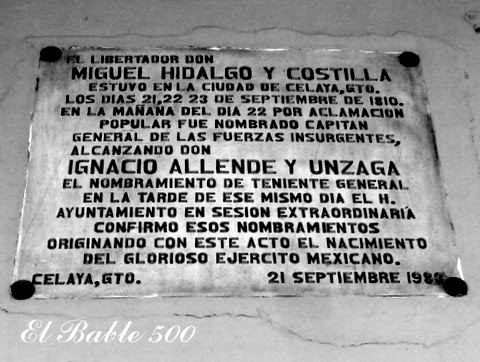 EL LIBERTADOR DON
MIGUEL HIDALGO Y COSTILLA
ESTUVO EN LA CIUDAD DE CELAYA, GTO.
LOS DIAS 21, 22 23 DE SEPTIEMBRE DE 1810.
EN LA MAÑANA DEL DIA 22 POR ACLAMACION
POPULAR FUE NOMBRADO CAPITAN
GENERAL DE LAS FUERZAS INSURGENTES,
ALCANZANDO DON
IGNACIO ALLENDE Y UNZAGA
EL NOMBRAMIENTO DE TENIENTE GENERAL
EN LA TARDE DE ESE MISMO DIA EL H.
AYUNTAMIENTO EN SESION EXTRAORDINARIA
CONFIRMO ESOS NOMBRAMIENTOS
ORIGINANDO CON ESTE ACTO EL NACIMIENTO
DEL GLORIOSO EJERCITO MEXICANO.
CELAYA, GTO. 21 SEPTIEMBRE
El Bable 500